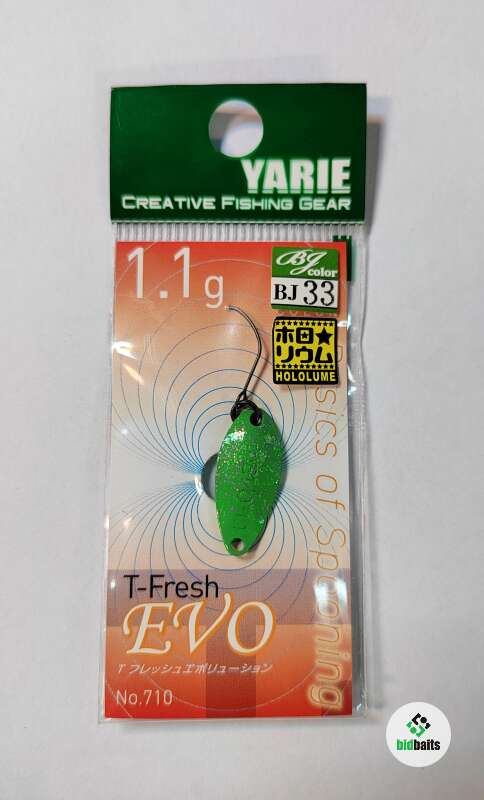 YARIE
CREATIVE FISHING GEAR
1.1g
BJ
color
BJ 33
ホロ★
リウム
HOLOLUME
SICS of Spooning
T-Fresh
EVO
T フレッシュエボリューション
No.710
bidbaits